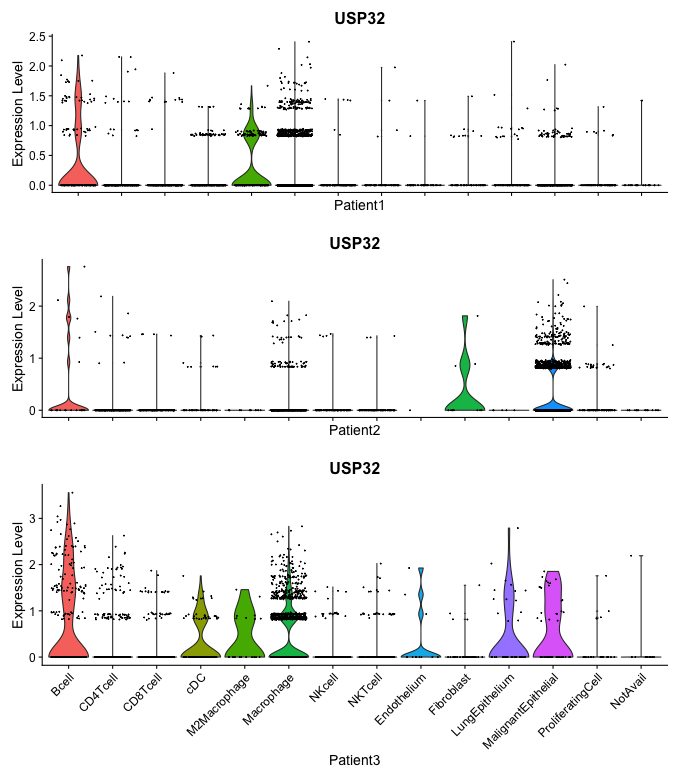 USP32
Expression Level
2.5
2.0
1.5
1.0
0.5
0.0
Patient1
USP32
Expression Level
2
1
0
Patient2
USP32
Expression Level
3
2
1
0
Bcell
CD4Tcell
CD8Tcell
cDC
M2Macrophage
Macrophage
NKcell
NKTcell
Endothelium
Fibroblast
LungEpithelium
MalignantEpithelial
ProliferatingCell
NotAvail
Patient3